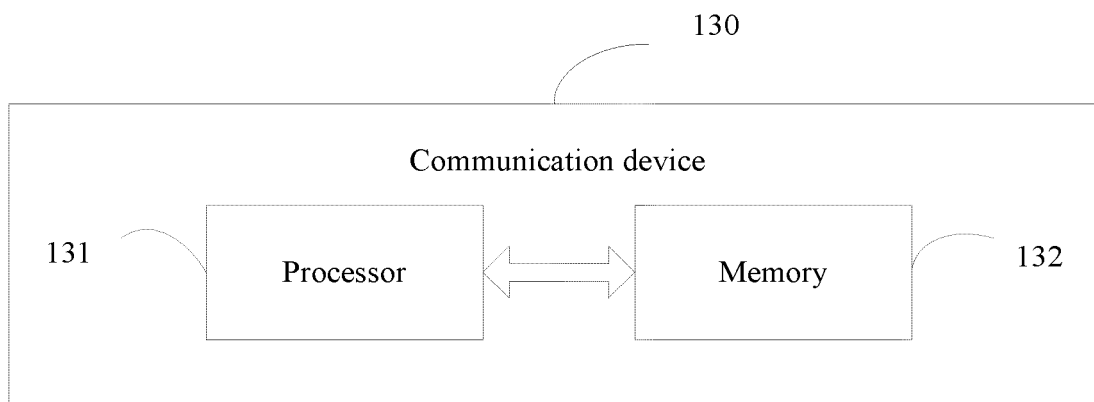 130
Communication device
131
Processor
Memory
132